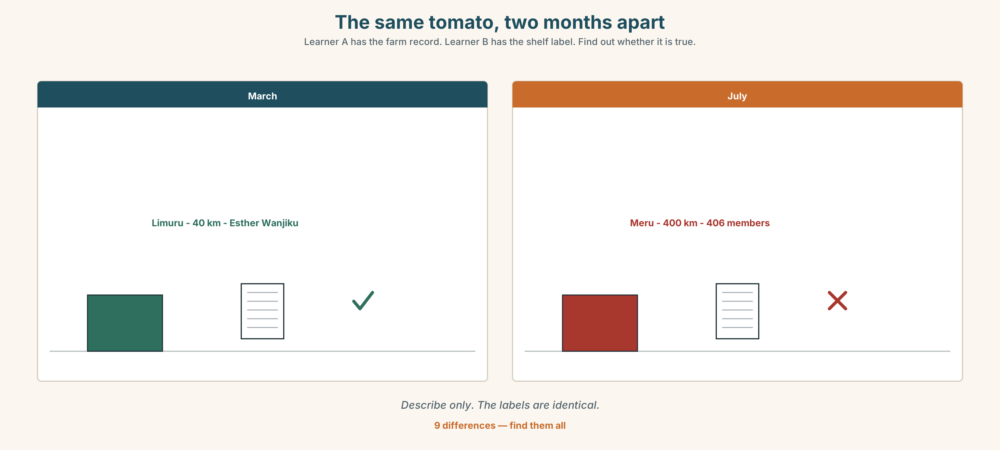 The same tomato, two months apart
Learner A has the farm record. Learner B has the shelf label. Find out whether it is true.
March
Limuru - 40 km - Esther Wanjiku
July
Meru - 400 km - 406 members
Describe only. The labels are identical.
9 differences — find them all